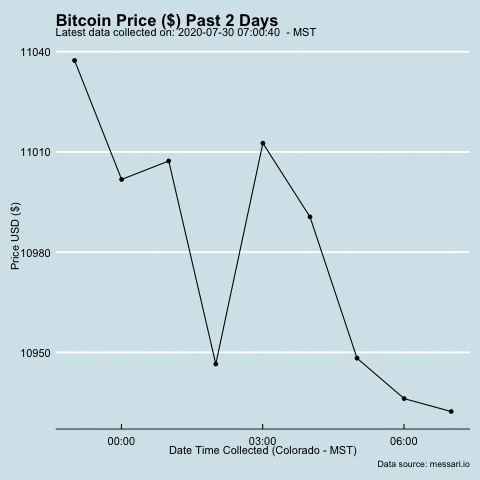 Bitcoin Price ($) Past 2 Days
Latest data collected on: 2020-07-30 07:00:40  - MST
11040
11010
10980
10950
Price USD ($)
00:00 03:00 06:00
Date Time Collected (Colorado - MST)
Data source: messari.io